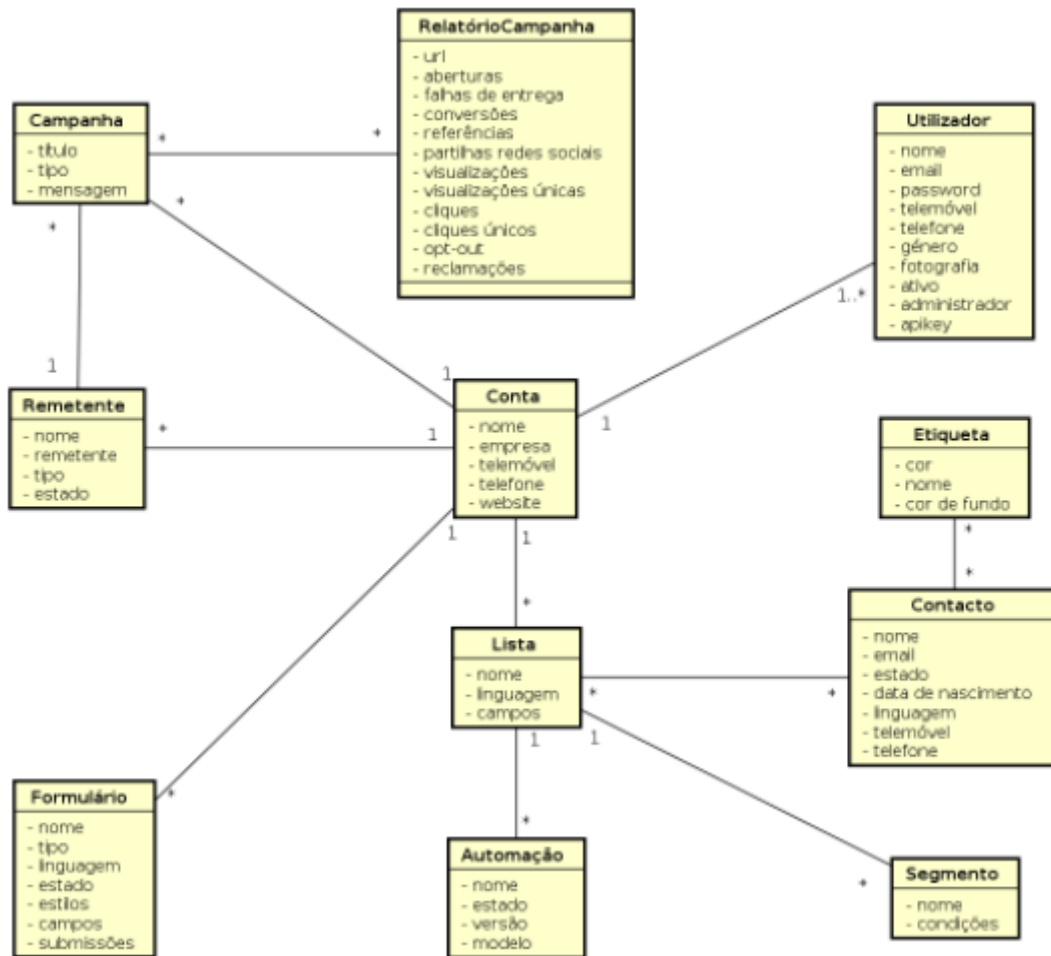 RelatórioCampanha
- url
- aberturas
- falhas de entrega
- conversões
- referências
- partilhas redes sociais
- visualizações
- visualizações únicas
- cliques
- cliques únicos
- opt-out
- reclamações
Campanha
- título
- tipo
- mensagem
*
*
*
*
Utilizador
- nome
- email
- password
- telemóvel
- telefone
- género
- fotografia
- ativo
- administrador
- apikey
1..*
1
1
1
Remetente
- nome
- remetente
- tipo
- estado
*
1
Conta
- nome
- empresa
- telemóvel
- telefone
- website
1
1
Etiqueta
- cor
- nome
- cor de fundo
*
*
*
Contacto
- nome
- email
- estado
- data de nascimento
- linguagem
- telemóvel
- telefone
Lista
- nome
- linguagem
- campos
*
*
1
1
Formulário
- nome
- tipo
- linguagem
- estado
- estilos
- campos
- submissões
*
*
Automação
- nome
- estado
- versão
- modelo
Segmento
- nome
- condições
*